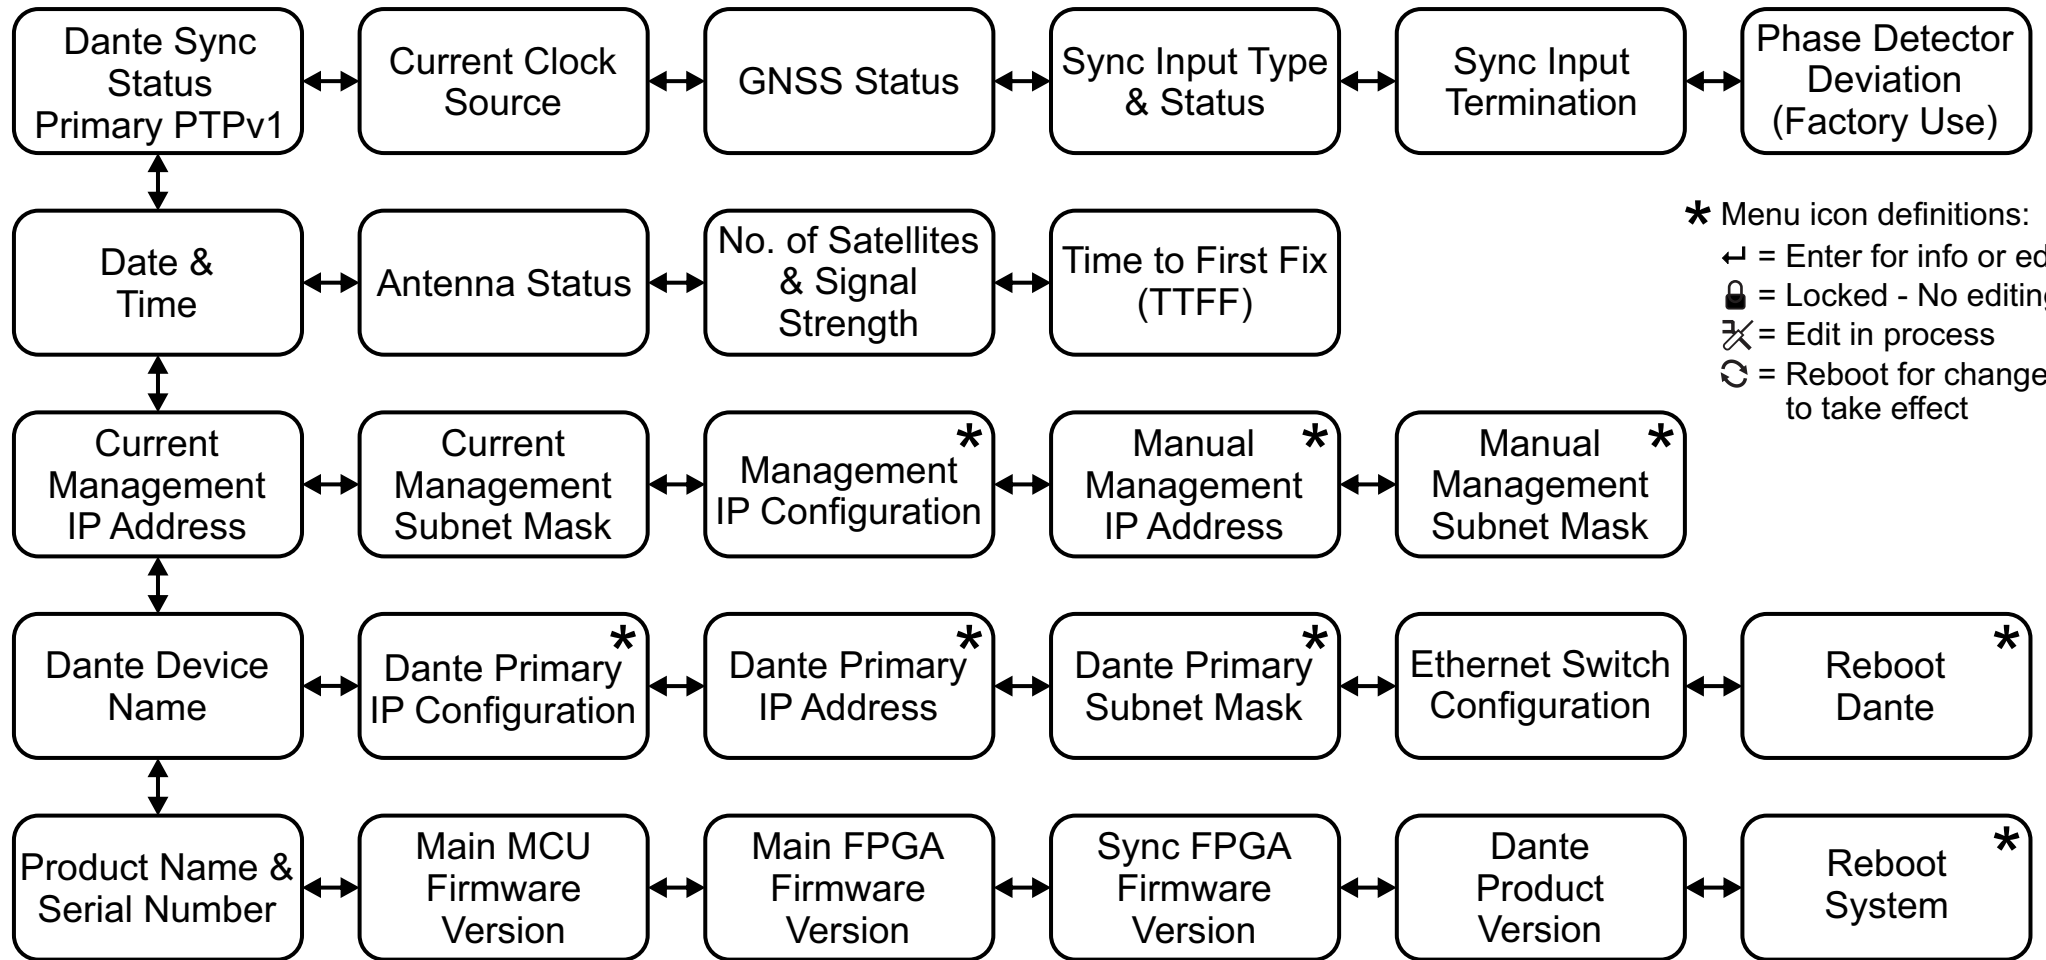 Dante Sync
Status
Primary PTPv1
Current Clock
Source
GNSS Status
Sync Input Type
& Status
Sync Input
Termination
Phase Detector
Deviation
(Factory Use)
Date &
Time
Antenna Status
No. of Satellites
& Signal
Strength
Time to First Fix
(TTFF)
* Menu icon definitions:
↵ = Enter for info or
🔒 = Locked - No
= Edit in process
= Reboot for change
to take effect
Current
Management
IP Address
Current
Management
Subnet Mask
*
Management
IP Configuration
*
Manual
Management
IP Address
*
Manual
Management
Subnet Mask
Dante Device
Name
*
Dante Primary
IP Configuration
*
Dante Primary
IP Address
*
Dante Primary
Subnet Mask
Ethernet Switch
Configuration
*
Reboot
Dante
Product Name &
Serial Number
Main MCU
Firmware
Version
Main FPGA
Firmware
Version
Sync FPGA
Firmware
Version
Dante
Product
Version
*
Reboot
System